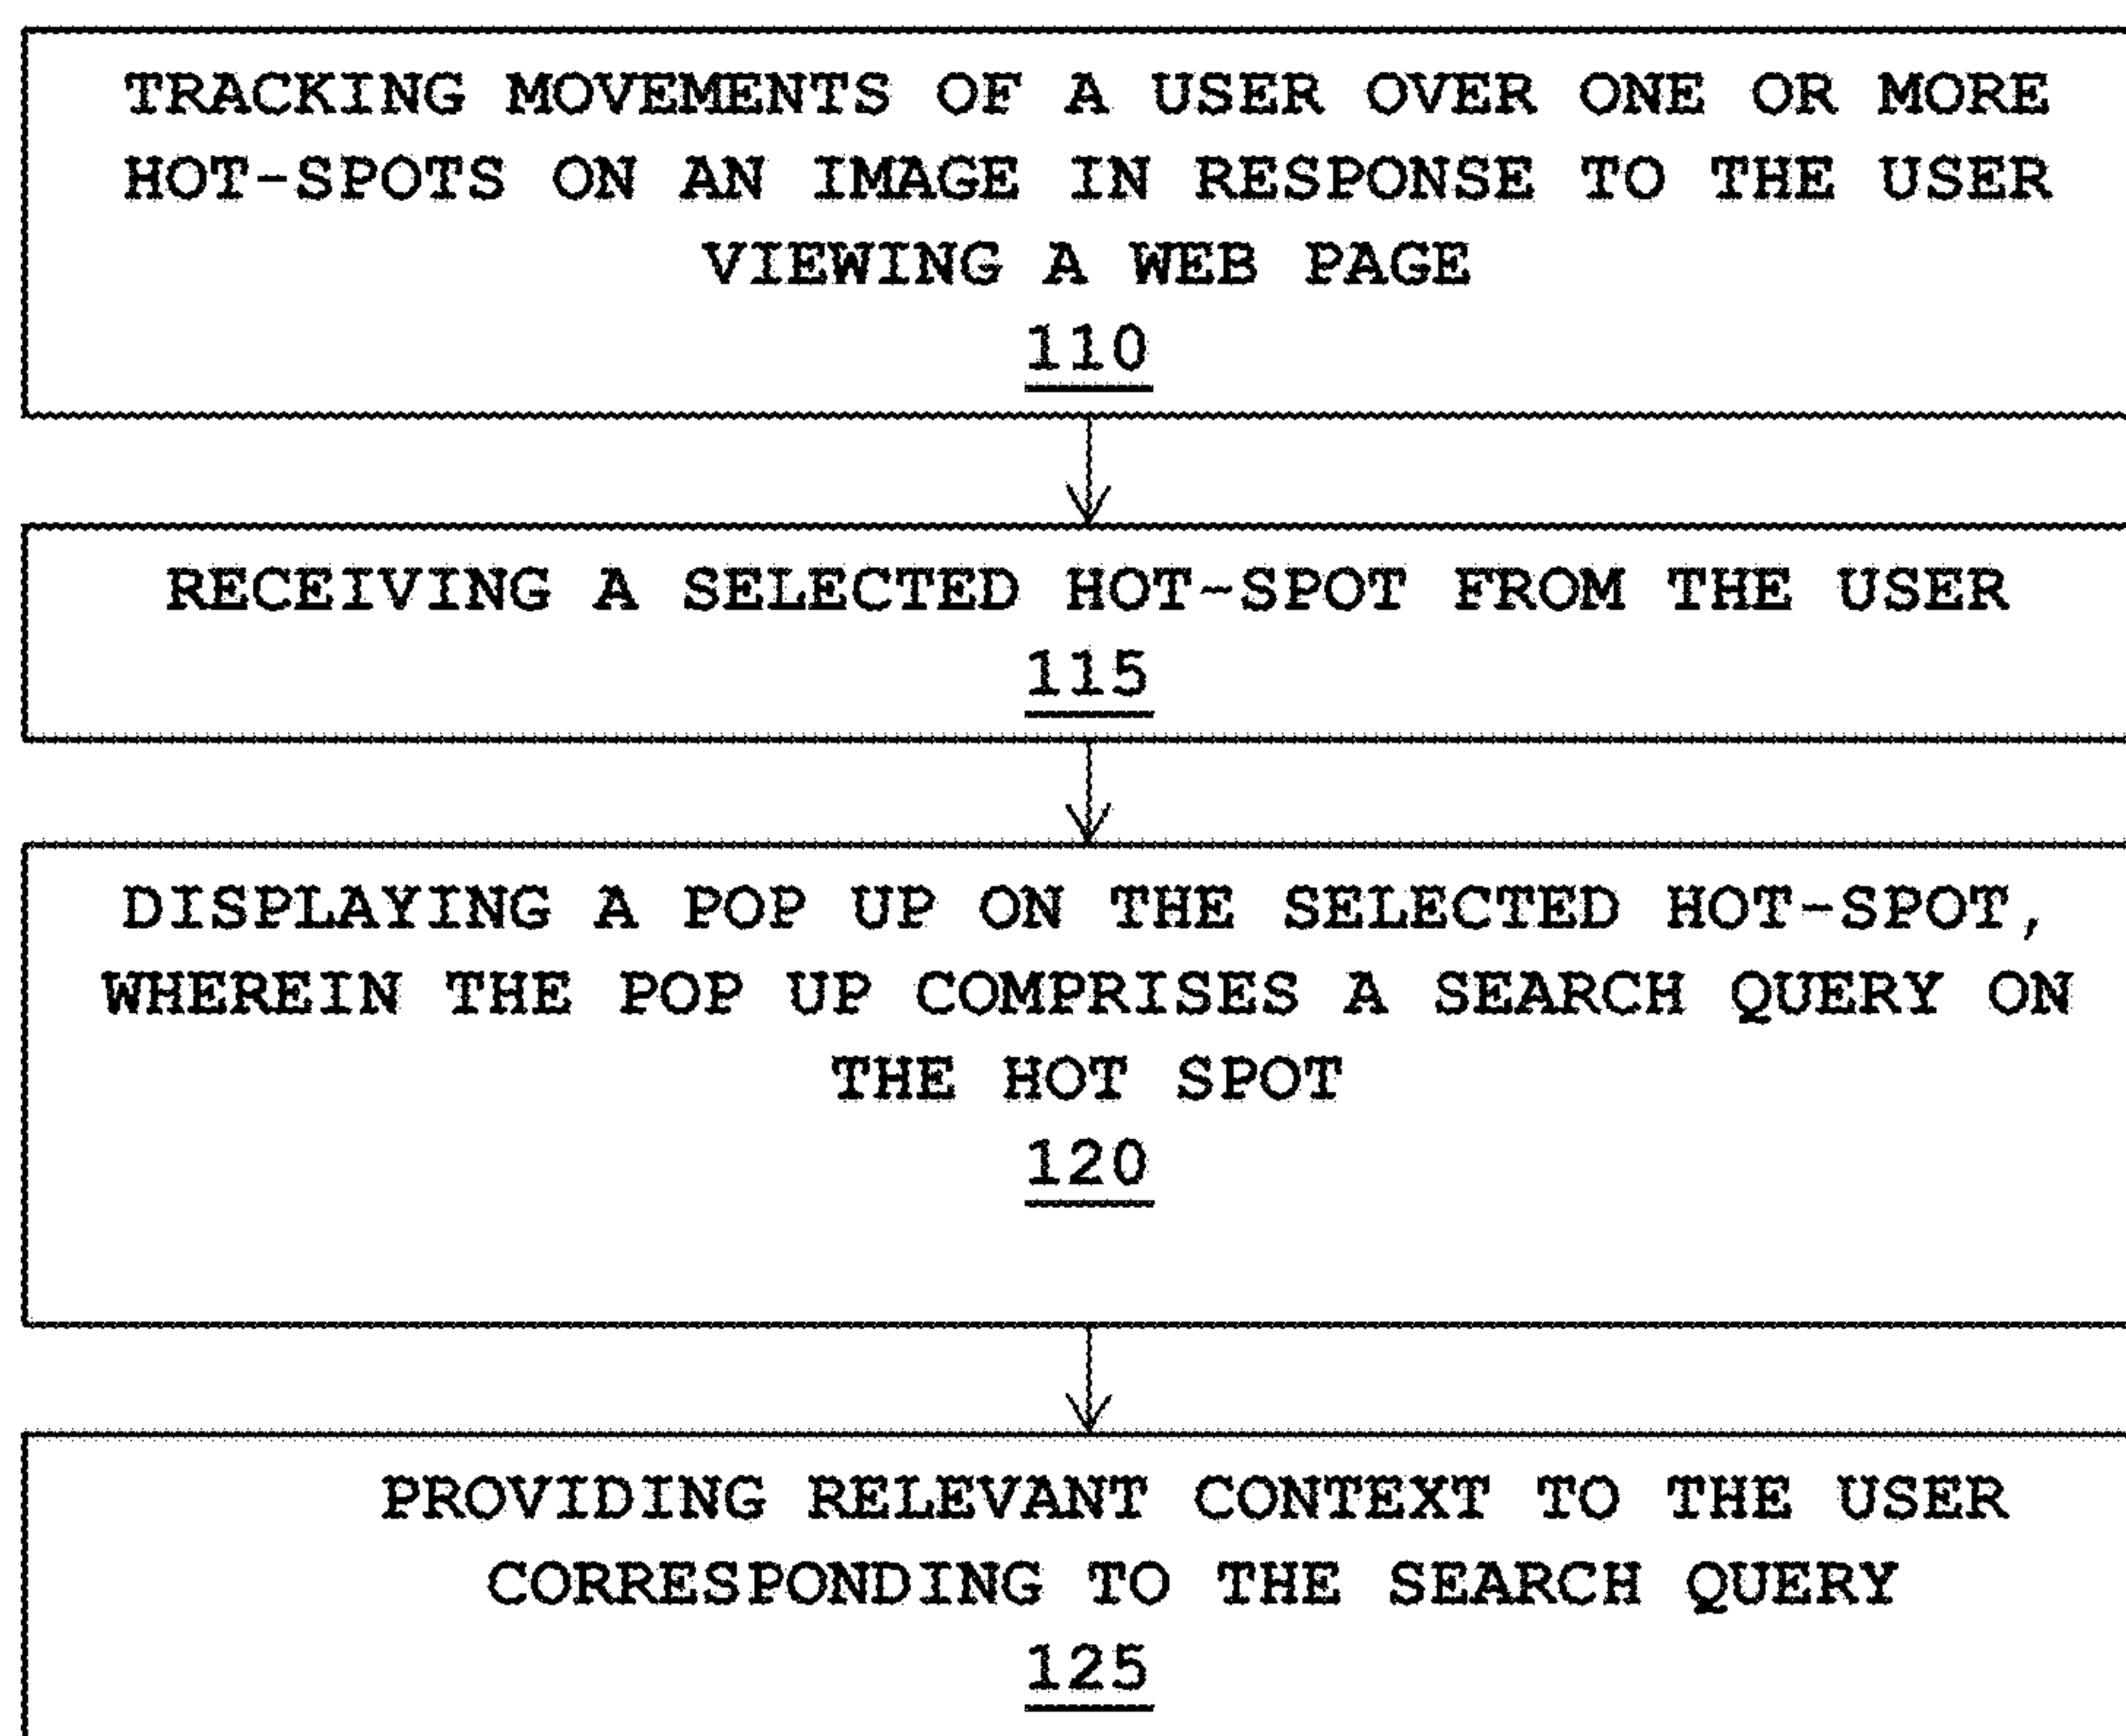 TRACKING MOVEMENTS OF A USER OVER ONE OR MORE
HOT-SPOTS ON AN IMAGE IN RESPONSE TO THE USER
VIEWING A WEB PAGE
110
RECEIVING A SELECTED HOT-SPOT FROM THE USER
115
DISPLAYING A POP UP ON THE SELECTED HOT-SPOT,
WHEREIN THE POP UP COMPRISES A SEARCH QUERY ON
THE HOT SPOT
120
PROVIDING RELEVANT CONTEXT TO THE USER
CORRESPONDING TO THE SEARCH QUERY
125